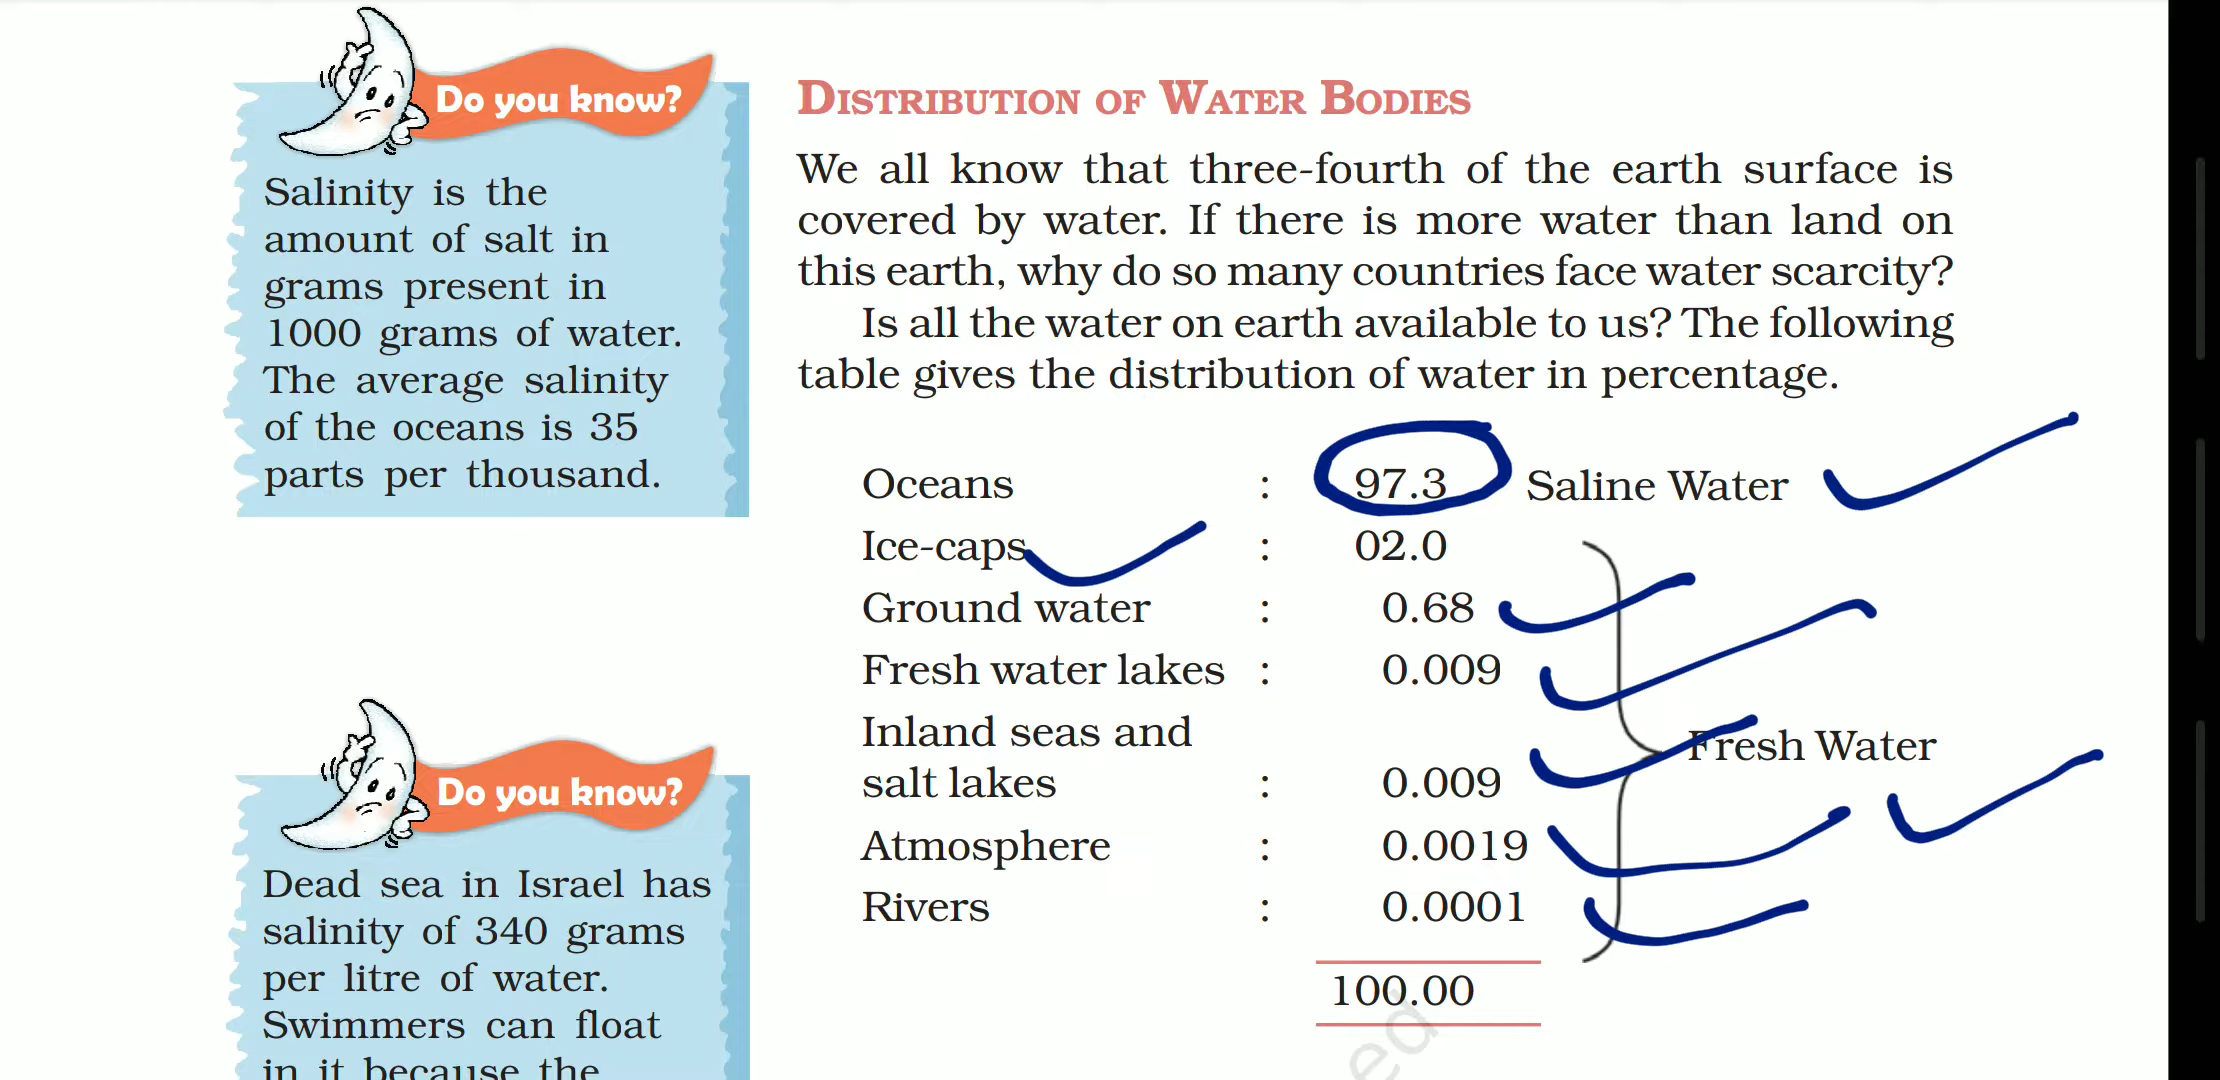 Do you know?
Salinity is the
amount of salt in
grams present in
1000 grams of water.
The average salinity
of the oceans is 35
parts per thousand.
Do you know?
Dead sea in Israel has
salinity of 340 grams
per litre of water.
Swimmers can float
in it because the
DISTRIBUTION OF WATER BODIES
We all know that three-fourth of the earth surface is
covered by water. If there is more water than land on
this earth, why do so many countries face water scarcity?
Is all the water on earth available to us? The following
table gives the distribution of water in percentage.
Oceans : 97.3 Saline Water
Ice-caps : 02.0
Ground water : 0.68
Fresh water lakes : 0.009
Inland seas and
salt lakes : 0.009
Fresh Water
Atmosphere : 0.0019
Rivers : 0.0001
100.00
ed